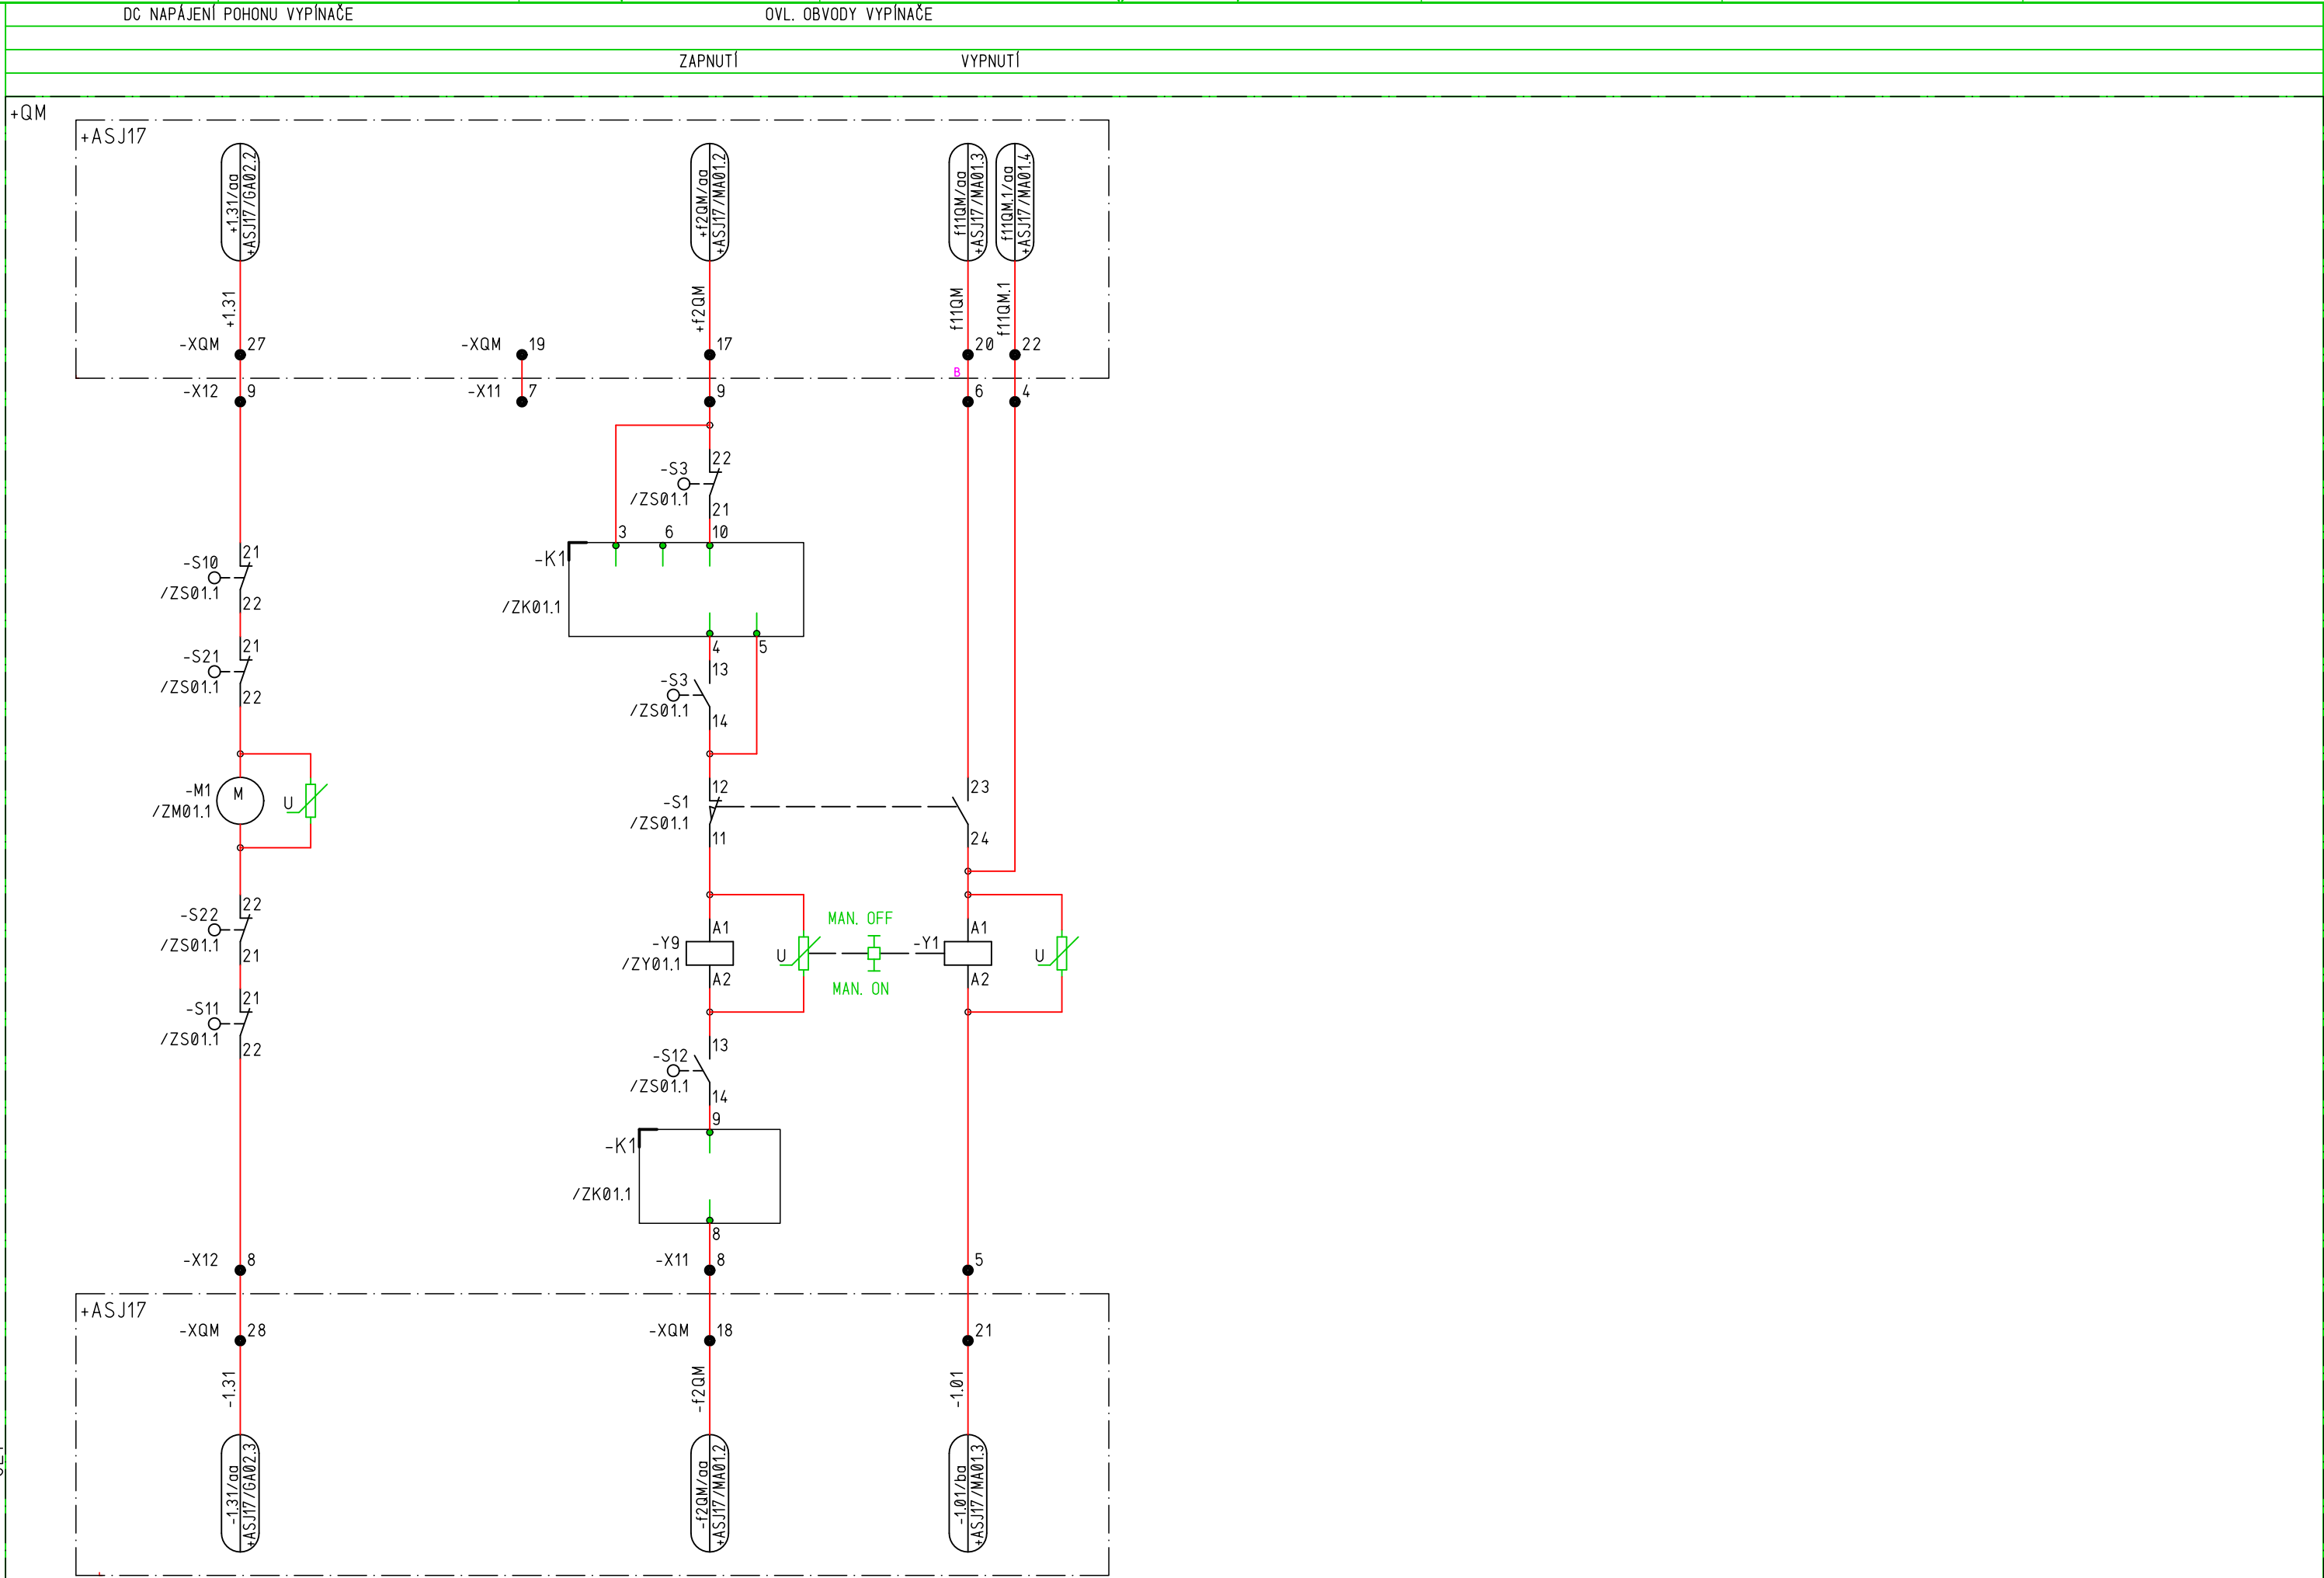 DC NAPÁJENÍ POHONU VYPÍNAČE
OVL. OBVODY VYPÍNAČE
ZAPNUTÍ
VYPNUTÍ
+QM
+ASJ17
+1.31/aa
+ASJ17/GA02.2
+f2QM/aa
+ASJ17/MA01.2
f11QM/aa
+ASJ17/MA01.3
f11QM.1/aa
+ASJ17/MA01.4
+1.31
+f2QM
f11QM
f11QM.1
-XQM 27
-XQM 19
17
20
22
B
-X12 9
-X11 7
9
6
4
22
-S3
/ZS01.1
21
3
6
10
-K1
/ZK01.1
4
5
21
-S10
/ZS01.1
22
21
-S21
/ZS01.1
22
13
-S3
/ZS01.1
14
-M1
/ZM01.1
M
U
12
-S1
/ZS01.1
11
23
24
22
-S22
/ZS01.1
21
A1
-Y9
/ZY01.1
A2
U
MAN. OFF
MAN. ON
A1
-Y1
A2
U
21
-S11
/ZS01.1
22
13
-S12
/ZS01.1
14
9
-K1
/ZK01.1
8
-X12 8
-X11 8
5
+ASJ17
-XQM 28
-XQM 18
21
-1.31
-f2QM
-1.01
-1.31/aa
+ASJ17/GA02.3
-f2QM/aa
+ASJ17/MA01.2
-1.01/ba
+ASJ17/MA01.3